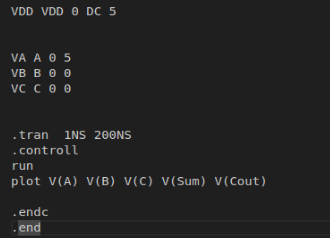 VDD VDD 0 DC 5
VA A 0 5
VB B 0 0
VC C 0 0
.tran  1NS 200NS
.controll
run
plot V(A) V(B) V(C) V(Sum) V(Cout)
.endc
.end